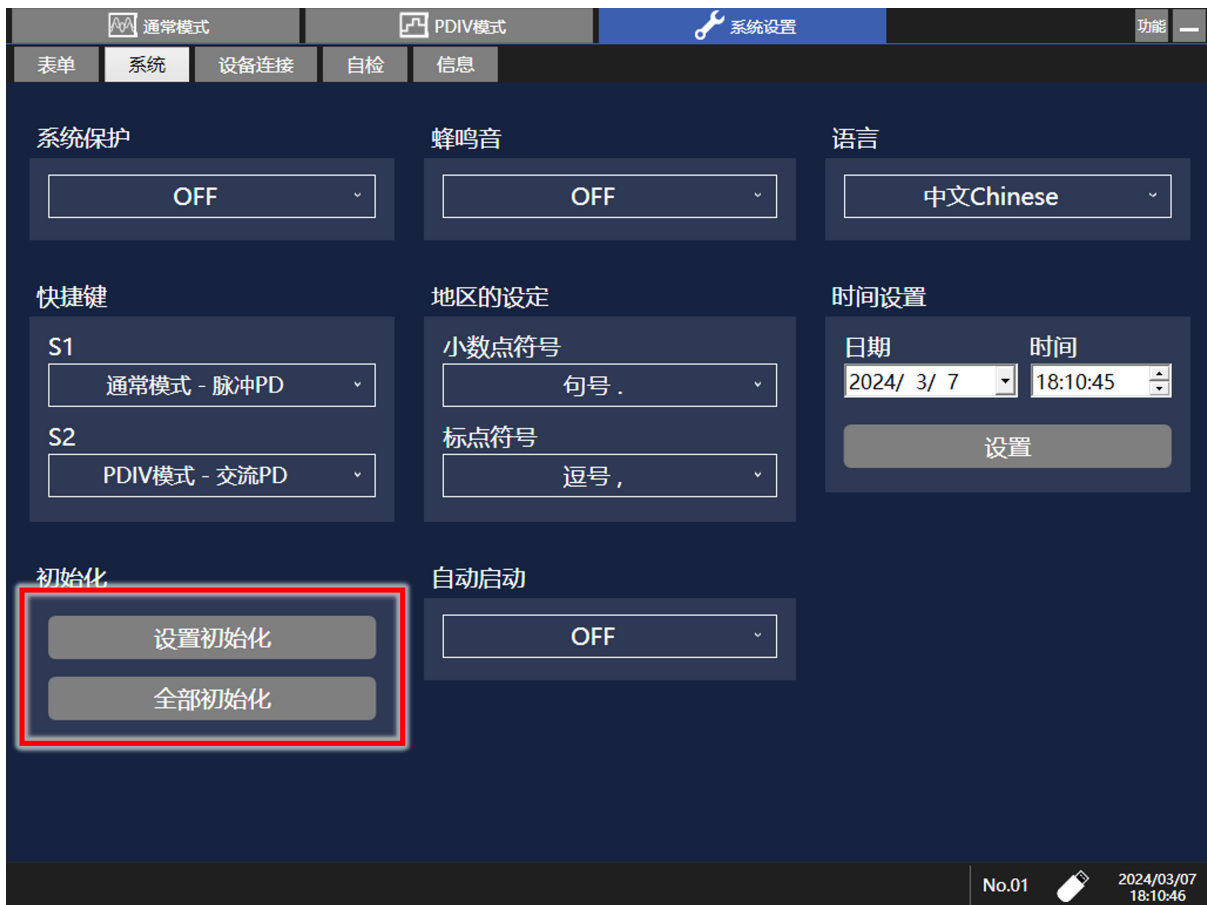 通常模式
PDIV模式
系统设置
功能
表单
系统
设备连接
自检
信息
系统保护
OFF
蜂鸣音
OFF
语言
中文Chinese
快捷键
S1
通常模式 - 脉冲PD
S2
PDIV模式 - 交流PD
地区的设定
小数点符号
句号 .
标点符号
逗号 ,
时间设置
日期 时间
2024/ 3/ 7 18:10:45
设置
初始化
设置初始化
全部初始化
自动启动
OFF
No.01
2024/03/07
18:10:46